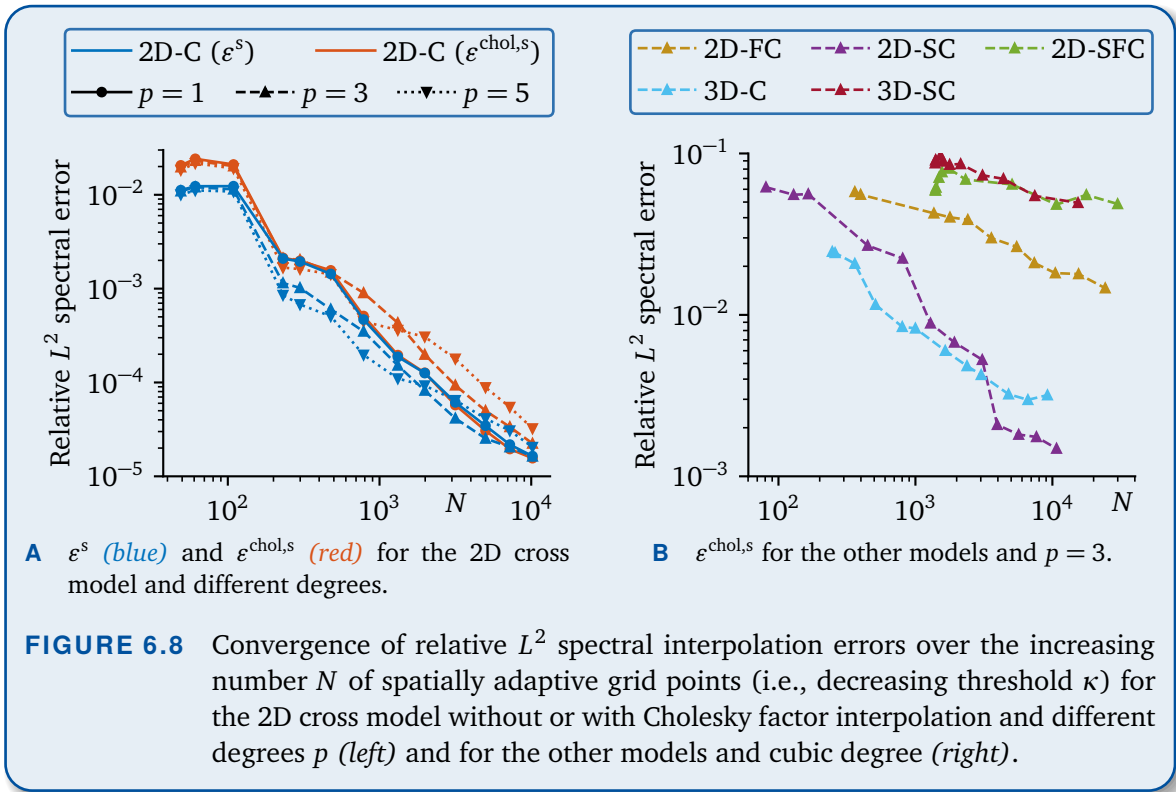 2D-C (εˢ) 2D-C (ε^chol,s)
p = 1 p = 3 p = 5
2D-FC 2D-SC 2D-SFC
3D-C 3D-SC
Relative L² spectral error
10⁻²
10⁻³
10⁻⁴
10⁻⁵
10² 10³ N 10⁴
Relative L² spectral error
10⁻¹
10⁻²
10⁻³
10² 10³ N 10⁴
A εˢ (blue) and ε^chol,s (red) for the 2D cross
model and different degrees.
B ε^chol,s for the other models and p = 3.
FIGURE 6.8 Convergence of relative L² spectral interpolation errors over the increasing
number N of spatially adaptive grid points (i.e., decreasing threshold κ) for
the 2D cross model without or with Cholesky factor interpolation and different
degrees p (left) and for the other models and cubic degree (right).